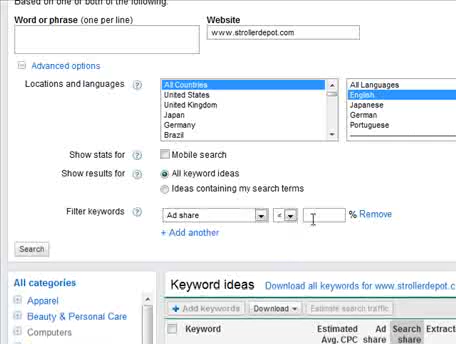 Based on one or both of the following:
Word or phrase (one per line)
Website
www.strollerdepot.com
Advanced options
Locations and languages
All Countries
United States
United Kingdom
Japan
Germany
Brazil
All Languages
English
Japanese
German
Portuguese
Show stats for
Mobile search
Show results for
All keyword ideas
Ideas containing my search terms
Filter keywords
Ad share
<
% Remove
+ Add another
Search
All categories
Apparel
Beauty & Personal Care
Computers
Keyword ideas
Download all keywords for www.strollerdepot.c
Add keywords
Download
Estimate search traffic
Keyword
Estimated Avg. CPC
Ad share
Search share
Extracte